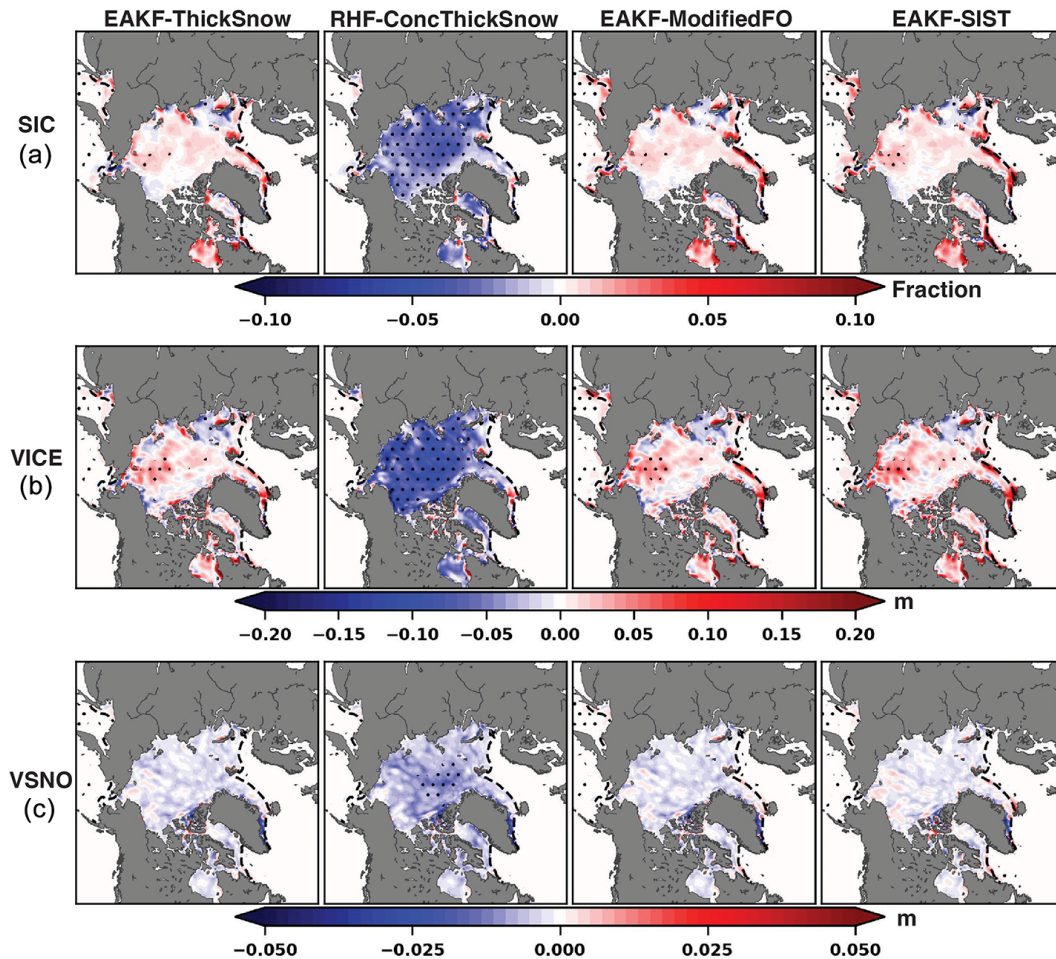 EAKF-ThickSnow RHF-ConcThickSnow EAKF-ModifiedFO EAKF-SIST
SIC
(a)
Fraction
−0.10 −0.05 0.00 0.05 0.10
VICE
(b)
m
−0.20 −0.15 −0.10 −0.05 0.00 0.05 0.10 0.15 0.20
VSNO
(c)
m
−0.050 −0.025 0.000 0.025 0.050